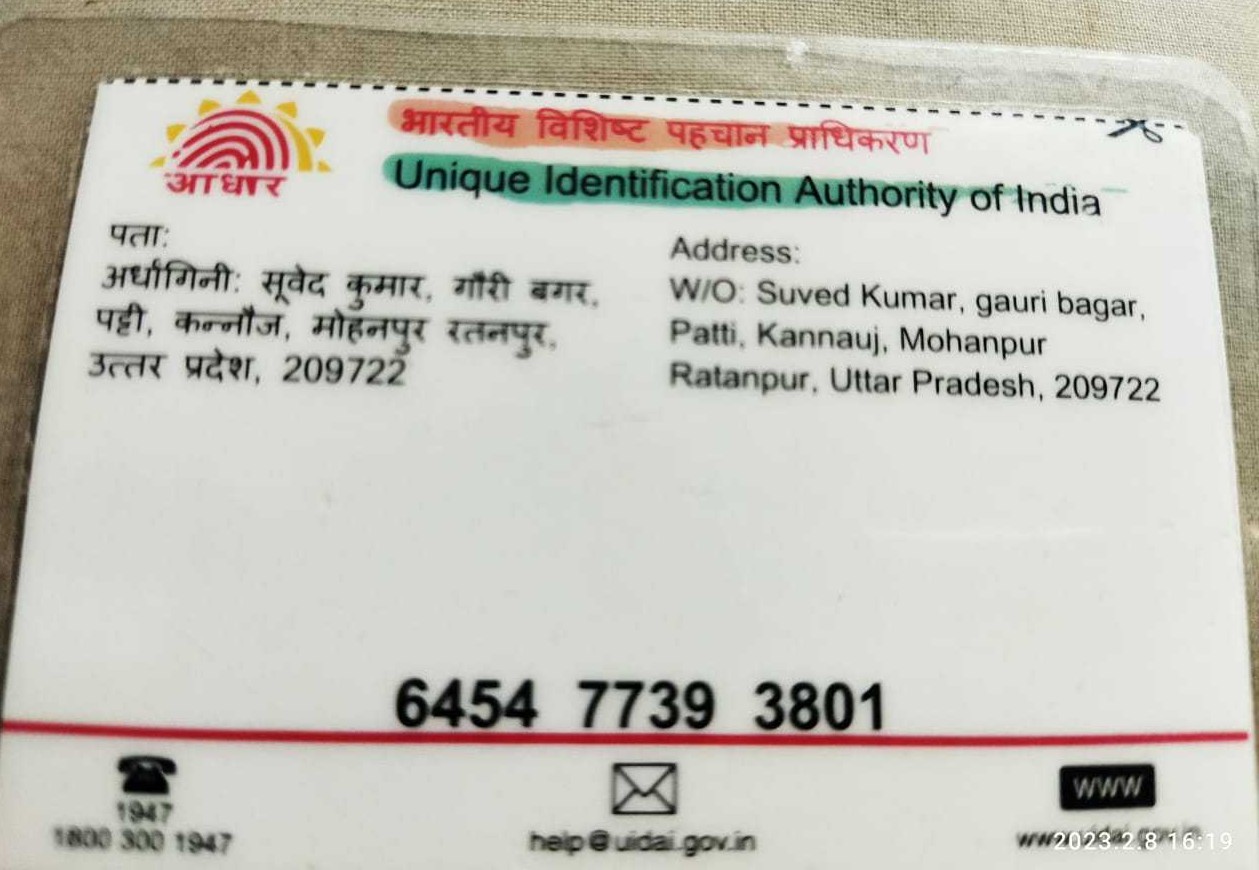 भारतीय विशिष्ट पहचान प्राधिकरण
आधार
Unique Identification Authority of India
पता:
अर्धांगिनी: सूवेद कुमार, गौरी बगर,
पट्टी, कन्नौज, मोहनपुर रतनपुर,
उत्तर प्रदेश, 209722
Address:
W/O: Suved Kumar, gauri bagar,
Patti, Kannauj, Mohanpur
Ratanpur, Uttar Pradesh, 209722
6454 7739 3801
1947
1800 300 1947
help@uidai.gov.in
WWW
2023.2.8 16:19